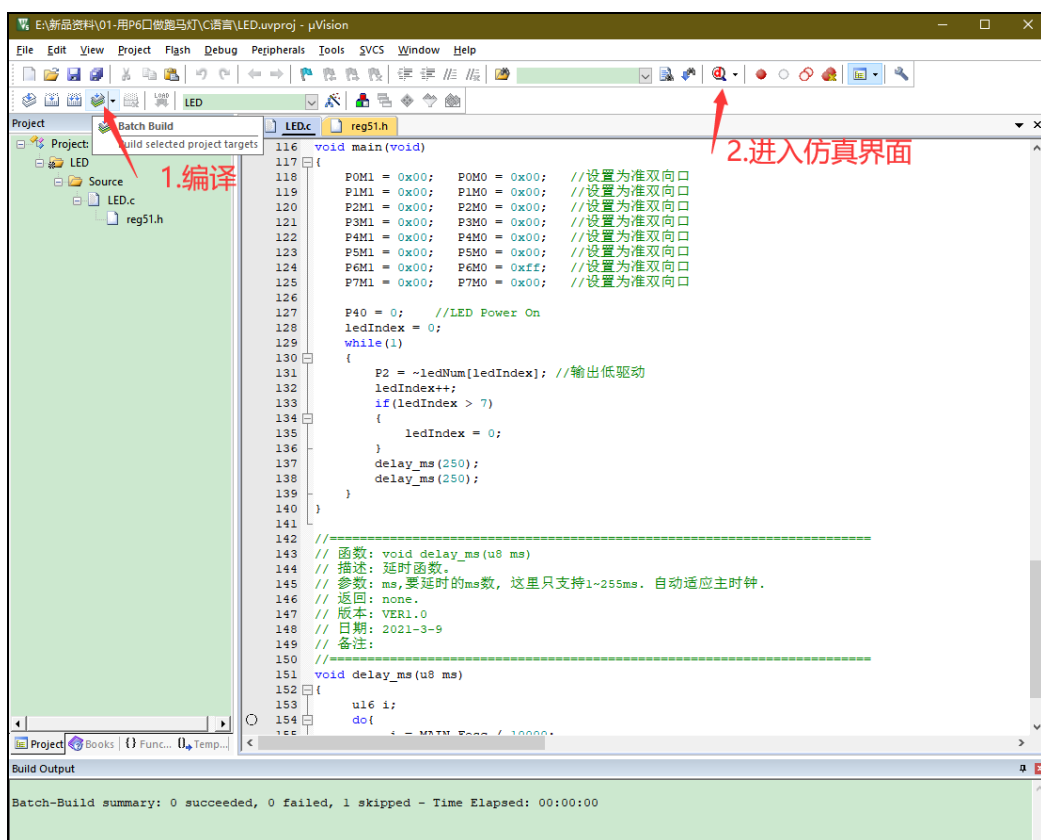 E:\新品资料\01-用P6口做跑马灯\C语言\LED.uvproj - µVision
File Edit View Project Flash Debug Peripherals Tools SVCS Window Help
LOAD
LED
Project
Batch Build
Build selected project targets
LED.c reg51.h
Project:
LED
Source
LED.c
reg51.h
1.编译
2.进入仿真界面
116 void main(void)
117 {
118 P0M1 = 0x00; P0M0 = 0x00; //设置为准双向口
119 P1M1 = 0x00; P1M0 = 0x00; //设置为准双向口
120 P2M1 = 0x00; P2M0 = 0x00; //设置为准双向口
121 P3M1 = 0x00; P3M0 = 0x00; //设置为准双向口
122 P4M1 = 0x00; P4M0 = 0x00; //设置为准双向口
123 P5M1 = 0x00; P5M0 = 0x00; //设置为准双向口
124 P6M1 = 0x00; P6M0 = 0xff; //设置为准双向口
125 P7M1 = 0x00; P7M0 = 0x00; //设置为准双向口
126
127 P40 = 0; //LED Power On
128 ledIndex = 0;
129 while(1)
130 {
131 P2 = ~ledNum[ledIndex]; //输出低驱动
132 ledIndex++;
133 if(ledIndex > 7)
134 {
135 ledIndex = 0;
136 }
137 delay_ms(250);
138 delay_ms(250);
139 }
140 }
141
142 //========================================================================
143 // 函数: void delay_ms(u8 ms)
144 // 描述: 延时函数。
145 // 参数: ms,要延时的ms数, 这里只支持1~255ms. 自动适应主时钟.
146 // 返回: none.
147 // 版本: VER1.0
148 // 日期: 2021-3-9
149 // 备注:
150 //========================================================================
151 void delay_ms(u8 ms)
152 {
153 u16 i;
154 do{
155 i = MAIN_Fosc / 10000;
Project Books {} Func... 0 Temp...
Build Output
Batch-Build summary: 0 succeeded, 0 failed, 1 skipped - Time Elapsed: 00:00:00